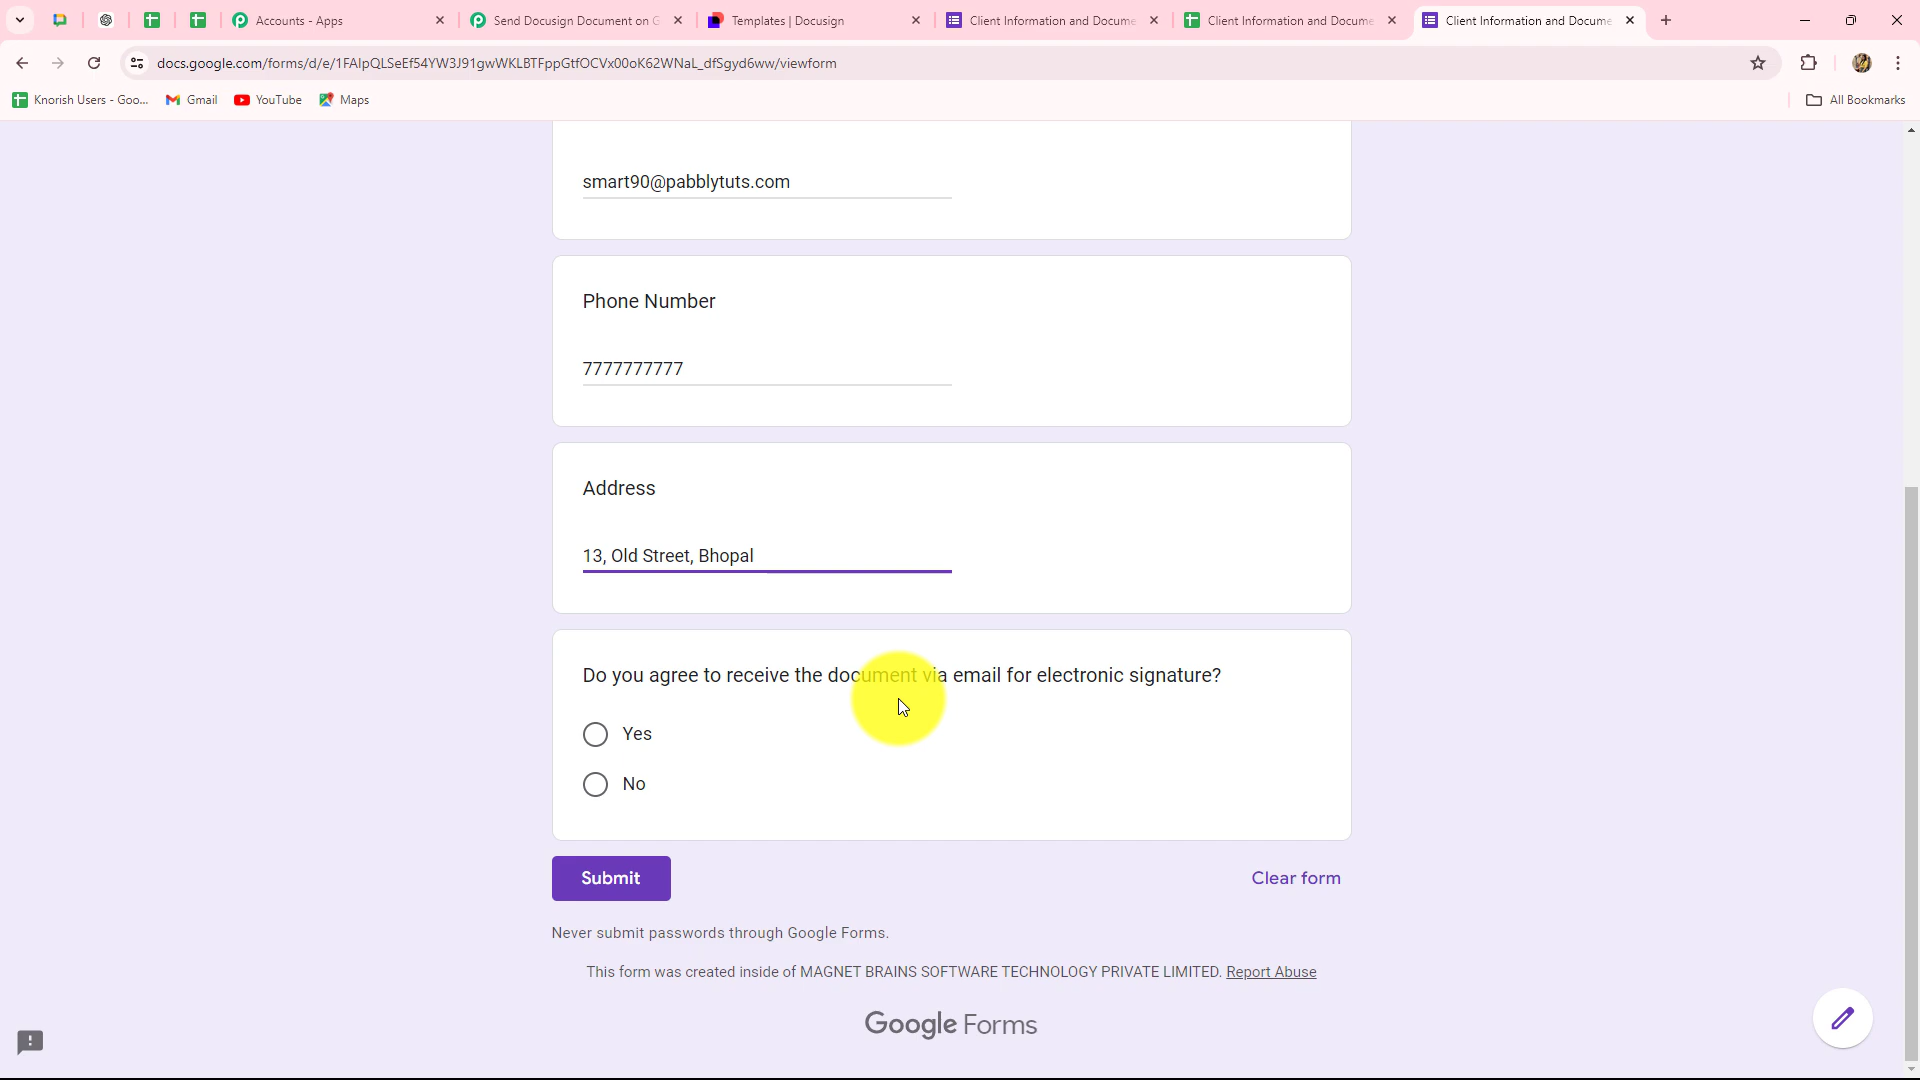 Accounts - Apps
Send Docusign Document on G
Templates | Docusign
Client Information and Docume
Client Information and Docume
Client Information and Docume
docs.google.com/forms/d/e/1FAIpQLSeEf54YW3J91gwWKLBTFppGtfOCVx00oK62WNaL_dfSgyd6ww/viewform
Knorish Users - Goo...
Gmail
YouTube
Maps
All Bookmarks
smart90@pabblytuts.com
Phone Number
7777777777
Address
13, Old Street, Bhopal
Do you agree to receive the document via email for electronic signature?
Yes
No
Submit
Clear form
Never submit passwords through Google Forms.
This form was created inside of MAGNET BRAINS SOFTWARE TECHNOLOGY PRIVATE LIMITED. Report Abuse
Google Forms